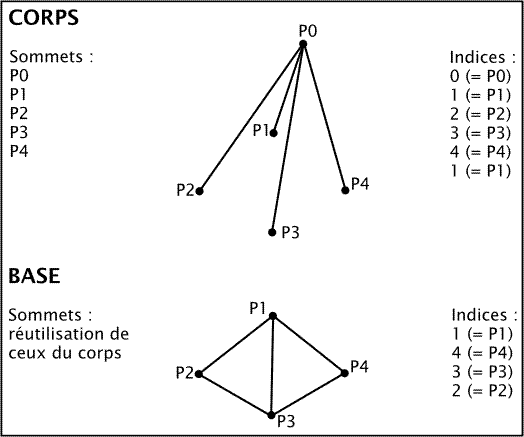 CORPS
Sommets :
P0
P1
P2
P3
P4
P0
P1
P2
P4
P3
Indices :
0 (= P0)
1 (= P1)
2 (= P2)
3 (= P3)
4 (= P4)
1 (= P1)
BASE
Sommets :
réutilisation de
ceux du corps
P1
P2
P4
P3
Indices :
1 (= P1)
4 (= P4)
3 (= P3)
2 (= P2)